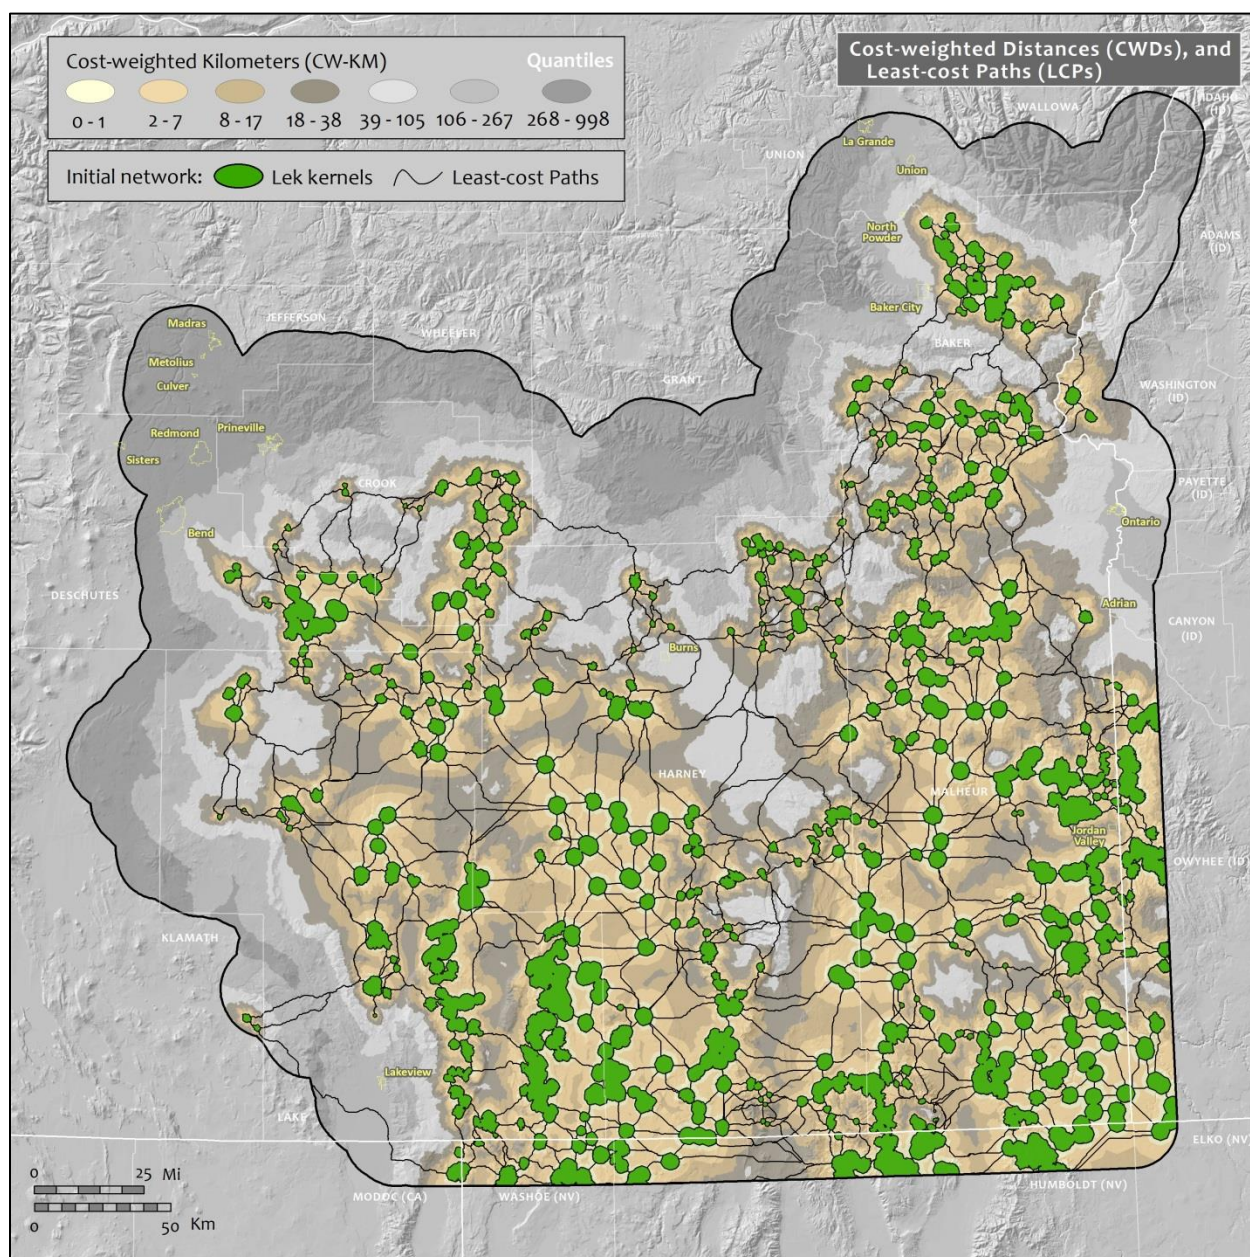 Cost-weighted Distances (CWDs), and
Least-cost Paths (LCPs)
Cost-weighted Kilometers (CW-KM) Quantiles
0 - 1 2 - 7 8 - 17 18 - 38 39 - 105 106 - 267 268 - 998
Initial network: Lek kernels Least-cost Paths
IDAHO
(ID)
WALLOWA
La Grande
UNION
Union
North
Powder
ADAMS
(ID)
Baker City
JEFFERSON
Madras
WHEELER
BAKER
Metolius
Culver
GRANT
WASHINGTON
(ID)
Redmond
Prineville
Sisters
CROOK
PAYETTE
(ID)
Ontario
Bend
DESCHUTES
Adrian
CANYON
(ID)
Burns
HARNEY
MALHEUR
Jordan
Valley
OWYHEE (ID)
KLAMATH
Lakeview
LAKE
ELKO (NV)
0 25 Mi
0 50 Km
MODOC (CA)
WASHOE (NV)
HUMBOLDT (NV)